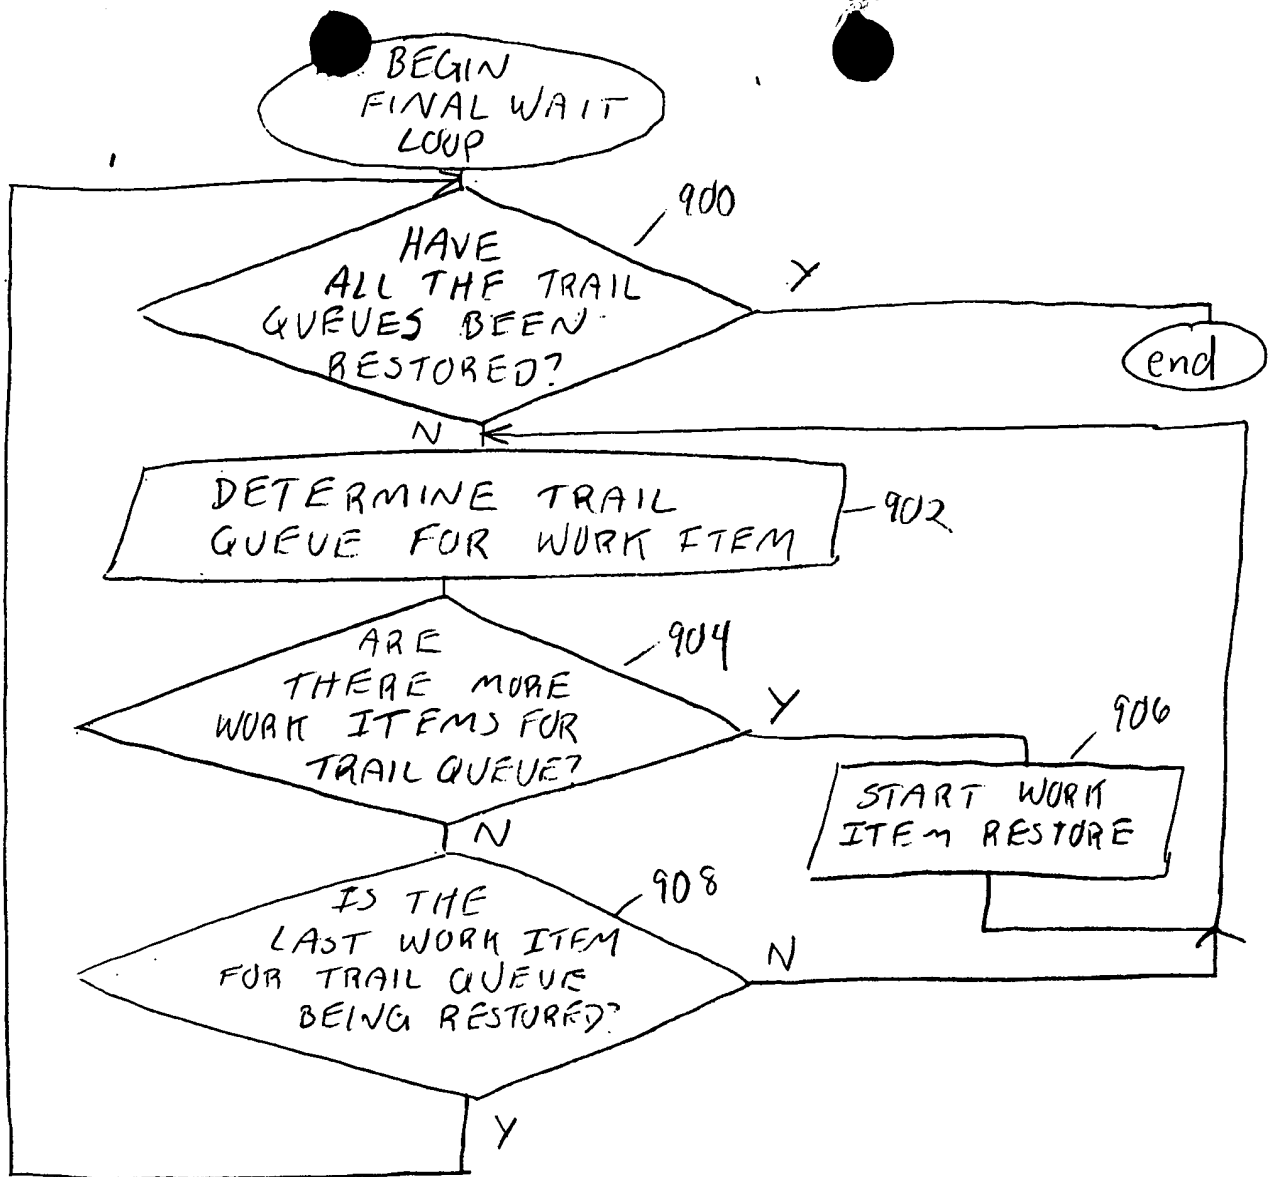 BEGIN
FINAL WAIT
LOOP
900
HAVE
ALL THE TRAIL
QUEUES BEEN
RESTORED?
Y
end
N
DETERMINE TRAIL
QUEUE FOR WORK ITEM
902
ARE
THERE MORE
WORK ITEMS FOR
TRAIL QUEUE?
904
Y
906
START WORK
ITEM RESTORE
N
IS THE
LAST WORK ITEM
FOR TRAIL QUEUE
BEING RESTORED?
908
N
Y